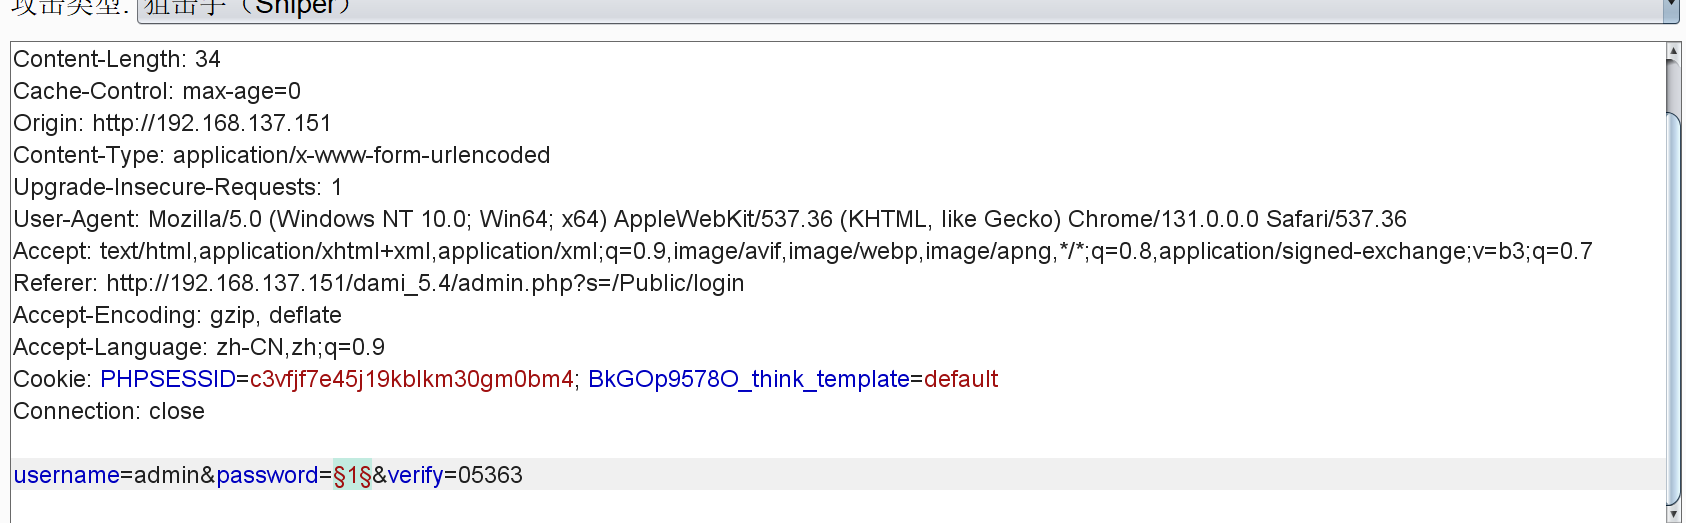 攻击类型: 狙击手（Sniper）
Content-Length: 34
Cache-Control: max-age=0
Origin: http://192.168.137.151
Content-Type: application/x-www-form-urlencoded
Upgrade-Insecure-Requests: 1
User-Agent: Mozilla/5.0 (Windows NT 10.0; Win64; x64) AppleWebKit/537.36 (KHTML, like Gecko) Chrome/131.0.0.0 Safari/537.36
Accept: text/html,application/xhtml+xml,application/xml;q=0.9,image/avif,image/webp,image/apng,*/*;q=0.8,application/signed-exchange;v=b3;q=0.7
Referer: http://192.168.137.151/dami_5.4/admin.php?s=/Public/login
Accept-Encoding: gzip, deflate
Accept-Language: zh-CN,zh;q=0.9
Cookie: PHPSESSID=c3vfjf7e45j19kblkm30gm0bm4; BkGOp9578O_think_template=default
Connection: close
username=admin&password=§1§&verify=05363